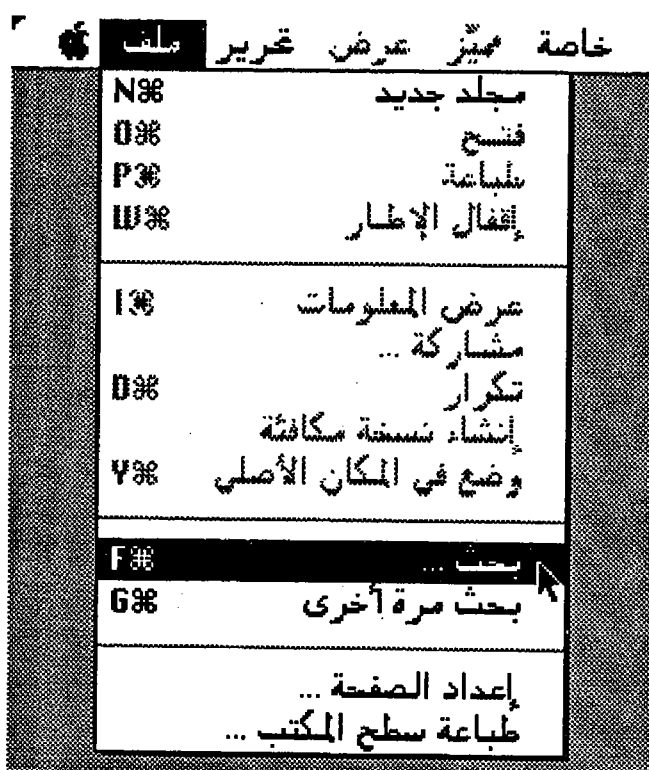 ملف تحرير عرض مميّز خاصة
مجلد جديد N⌘
فتح O⌘
طباعة P⌘
إقفال الإطار W⌘
عرض المعلومات I⌘
مشاركة ...
تكرار D⌘
إنشاء نسخة مكافئة
وضع في المكان الأصلي Y⌘
بحث ... F⌘
بحث مرة أخرى G⌘
إعداد الصفحة ...
طباعة سطح المكتب ...